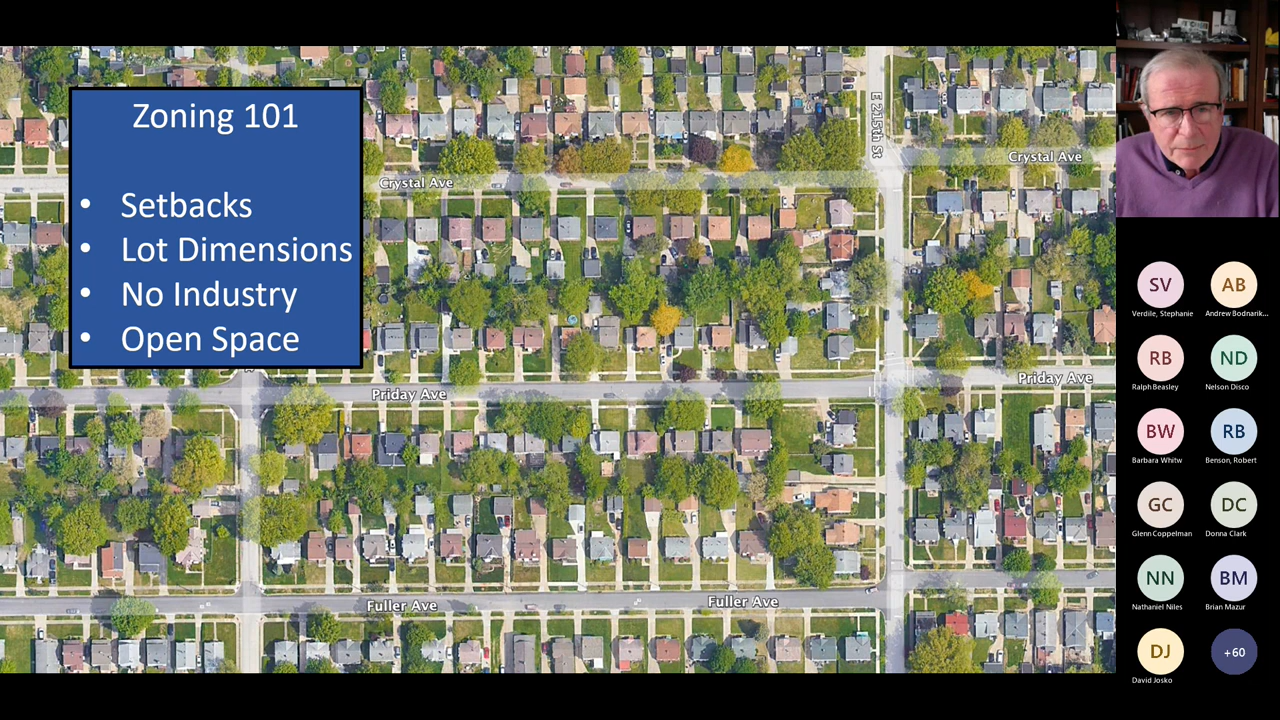 Zoning 101
• Setbacks
• Lot Dimensions
• No Industry
• Open Space
E 215th St
Crystal Ave
Crystal Ave
Priday Ave
Priday Ave
Fuller Ave
Fuller Ave
SV
Verdile, Stephanie
AB
Andrew Bodnarik...
RB
Ralph Beasley
ND
Nelson Disco
BW
Barbara Whitw
RB
Benson, Robert
GC
Glenn Coppelman
DC
Donna Clark
NN
Nathaniel Niles
BM
Brian Mazur
DJ
David Josko
+60